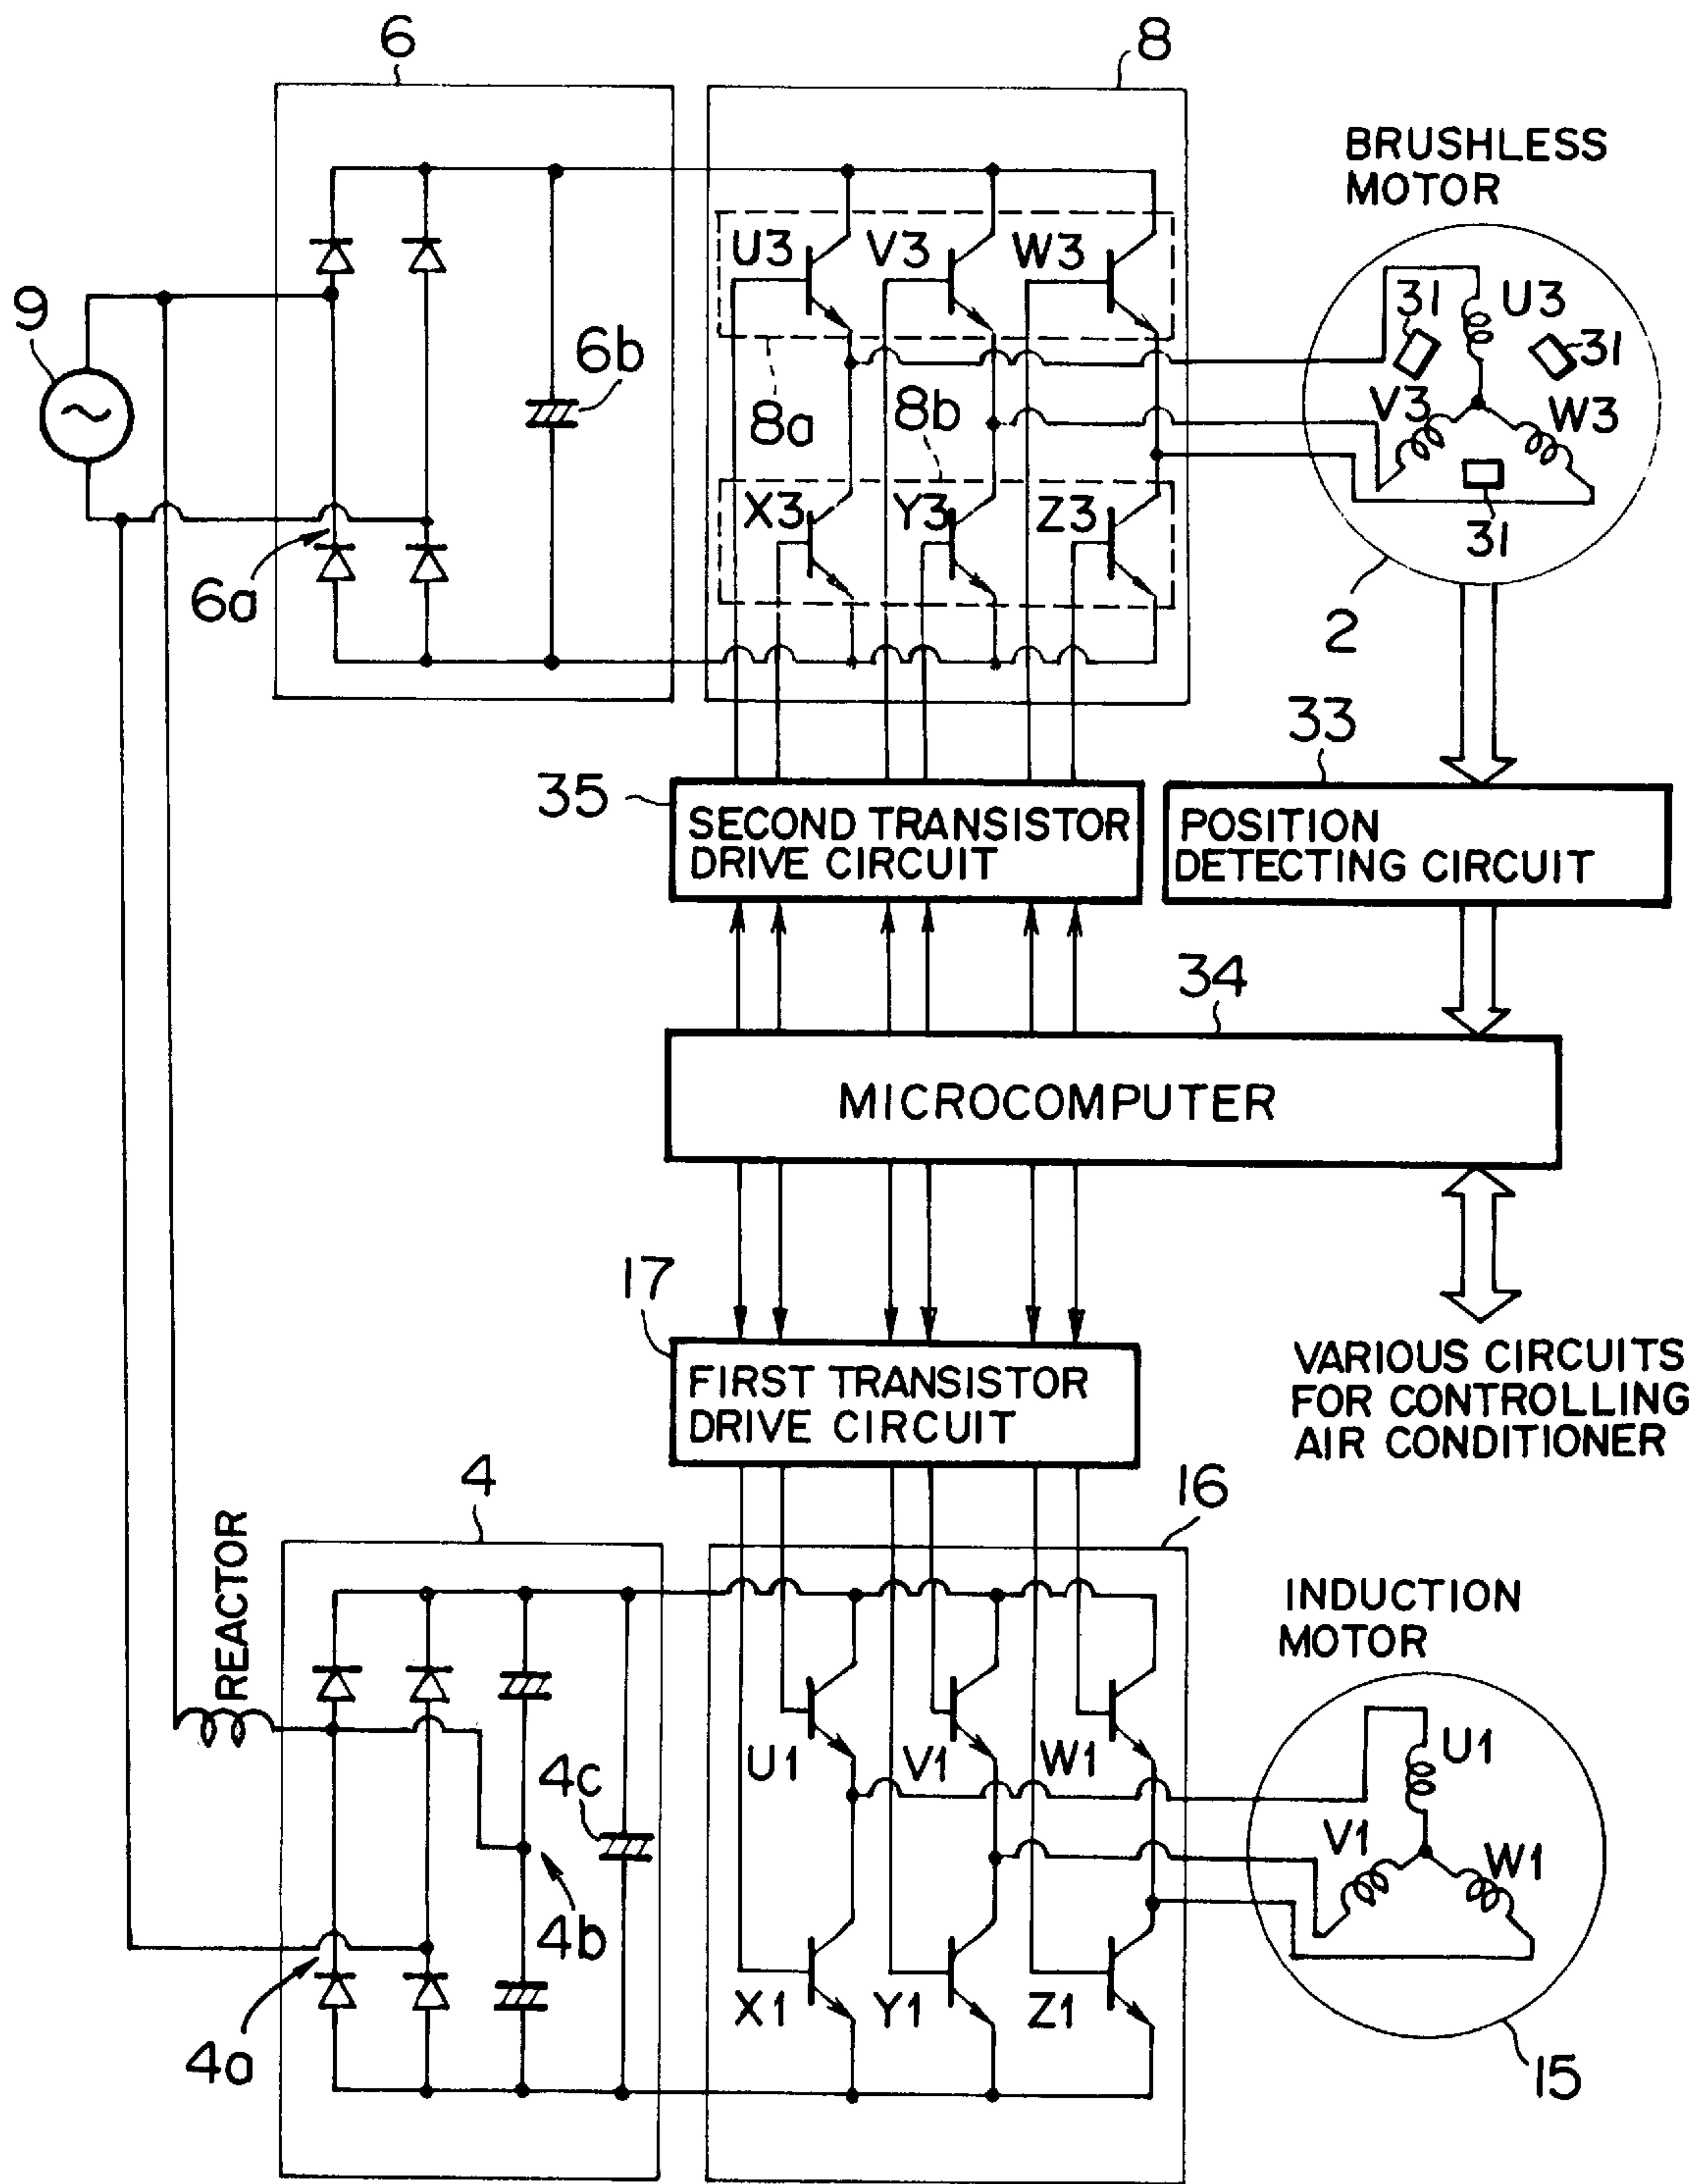 6
8
BRUSHLESS
MOTOR
9
U3
V3
W3
31
U3
31
6b
V3
W3
8a
8b
X3
Y3
Z3
31
6a
2
33
35
SECOND TRANSISTOR
DRIVE CIRCUIT
POSITION
DETECTING CIRCUIT
34
MICROCOMPUTER
17
FIRST TRANSISTOR
DRIVE CIRCUIT
VARIOUS CIRCUITS
FOR CONTROLLING
AIR CONDITIONER
4
16
REACTOR
INDUCTION
MOTOR
U1
V1
W1
U1
4c
V1
W1
4b
X1
Y1
Z1
4a
15